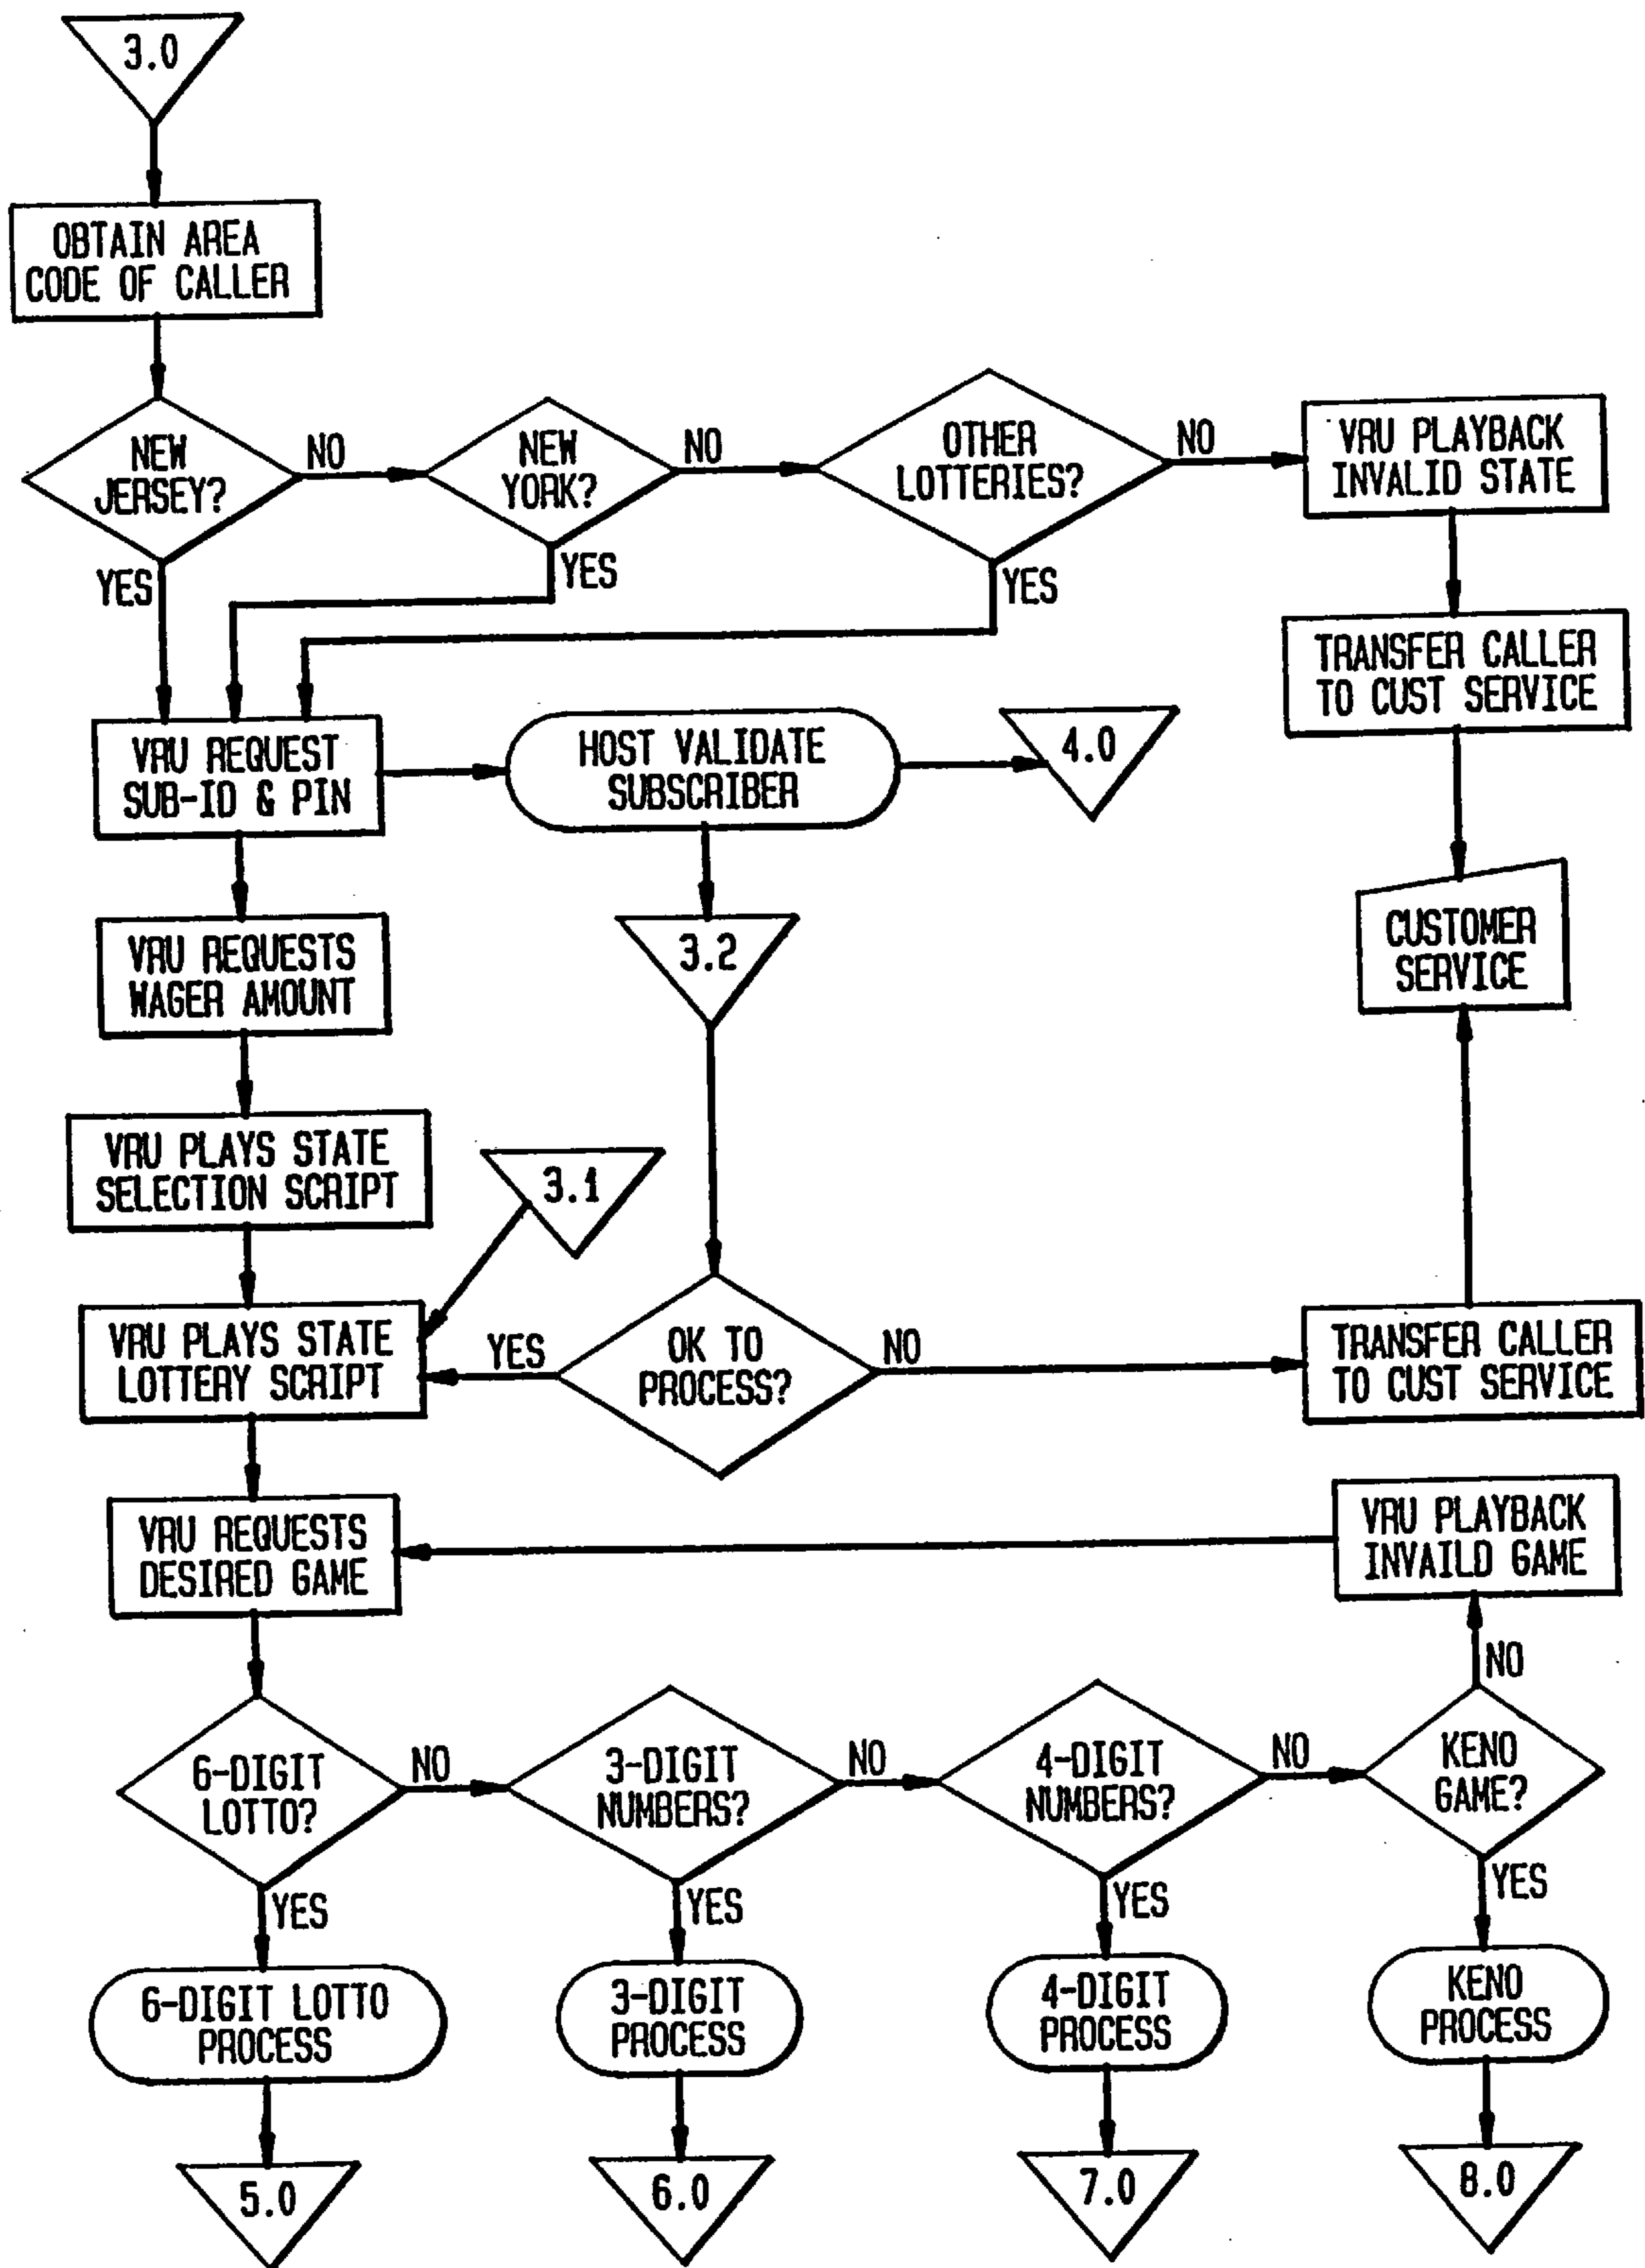 3.0
OBTAIN AREA
CODE OF CALLER
NEW
JERSEY?
NO
NEW
YORK?
NO
OTHER
LOTTERIES?
NO
VRU PLAYBACK
INVALID STATE
YES
YES
YES
TRANSFER CALLER
TO CUST SERVICE
VRU REQUEST
SUB-ID & PIN
HOST VALIDATE
SUBSCRIBER
4.0
CUSTOMER
SERVICE
VRU REQUESTS
WAGER AMOUNT
3.2
VRU PLAYS STATE
SELECTION SCRIPT
3.1
VRU PLAYS STATE
LOTTERY SCRIPT
YES
OK TO
PROCESS?
NO
TRANSFER CALLER
TO CUST SERVICE
VRU REQUESTS
DESIRED GAME
VRU PLAYBACK
INVAILD GAME
NO
6-DIGIT
LOTTO?
NO
3-DIGIT
NUMBERS?
NO
4-DIGIT
NUMBERS?
NO
KENO
GAME?
YES
YES
YES
YES
6-DIGIT LOTTO
PROCESS
3-DIGIT
PROCESS
4-DIGIT
PROCESS
KENO
PROCESS
5.0
6.0
7.0
8.0